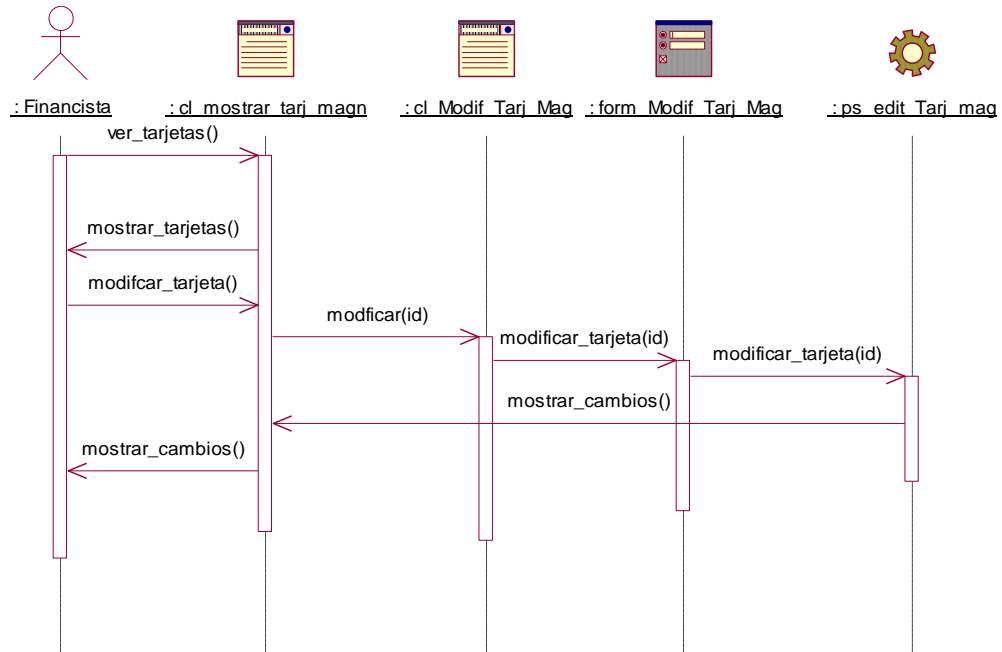 : Financista
: cl_mostrar_tarj_magn
: cl_Modif_Tarj_Mag
: form_Modif_Tarj_Mag
: ps_edit_Tarj_mag
ver_tarjetas()
mostrar_tarjetas()
modifcar_tarjeta()
modficar(id)
modificar_tarjeta(id)
modificar_tarjeta(id)
mostrar_cambios()
mostrar_cambios()